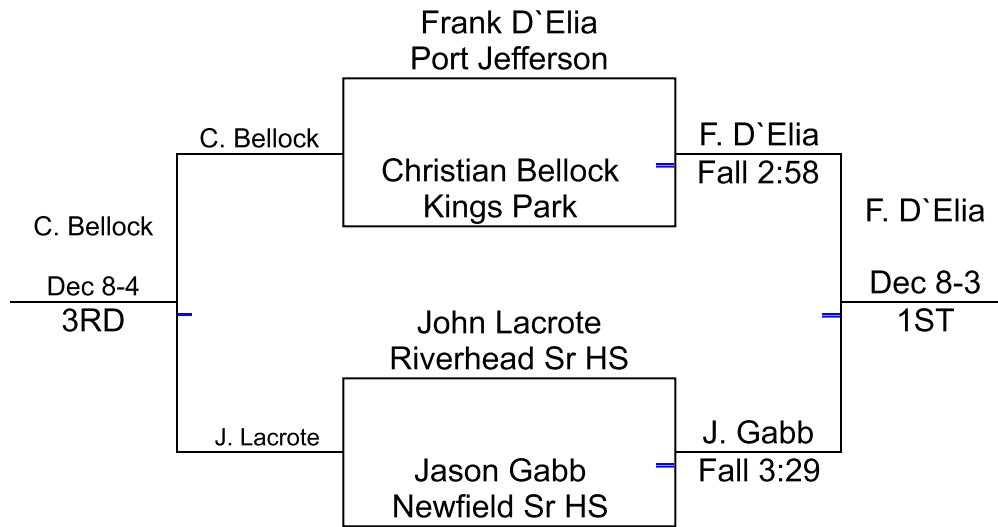 Frank D`Elia
Port Jefferson
C. Bellock
F. D`Elia
Christian Bellock
Kings Park
Fall 2:58
C. Bellock
F. D`Elia
Dec 8-4
3RD
Dec 8-3
1ST
John Lacrote
Riverhead Sr HS
J. Lacrote
J. Gabb
Jason Gabb
Newfield Sr HS
Fall 3:29